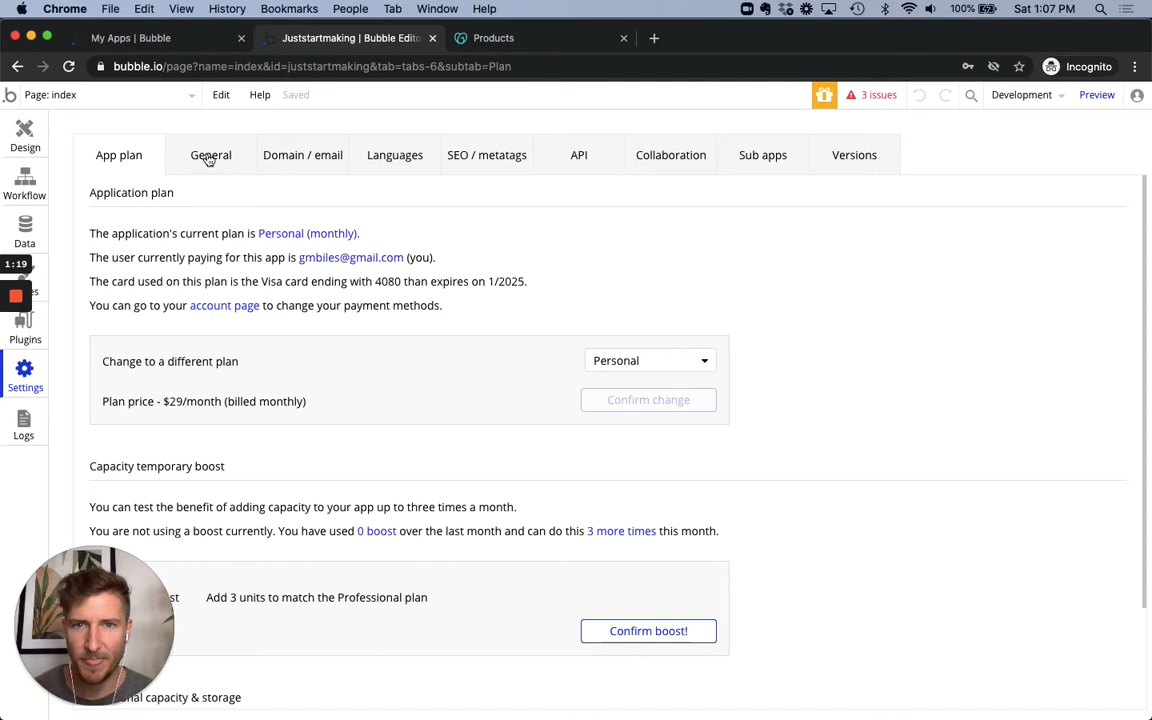 Chrome File Edit View History Bookmarks People Tab Window Help 100% Sat 1:07 PM
My Apps | Bubble Juststartmaking | Bubble Edito Products
bubble.io/page?name=index&id=juststartmaking&tab=tabs-6&subtab=Plan Incognito
Page: index Edit Help Saved 3 issues Development Preview
Design
Workflow
Data
1:19
Plugins
Settings
Logs
App plan General Domain / email Languages SEO / metatags API Collaboration Sub apps Versions
Application plan
The application's current plan is Personal (monthly).
The user currently paying for this app is gmbiles@gmail.com (you).
The card used on this plan is the Visa card ending with 4080 than expires on 1/2025.
You can go to your account page to change your payment methods.
Change to a different plan Personal
Plan price - $29/month (billed monthly) Confirm change
Capacity temporary boost
You can test the benefit of adding capacity to your app up to three times a month.
You are not using a boost currently. You have used 0 boost over the last month and can do this 3 more times this month.
Add 3 units to match the Professional plan
Confirm boost!
capacity & storage